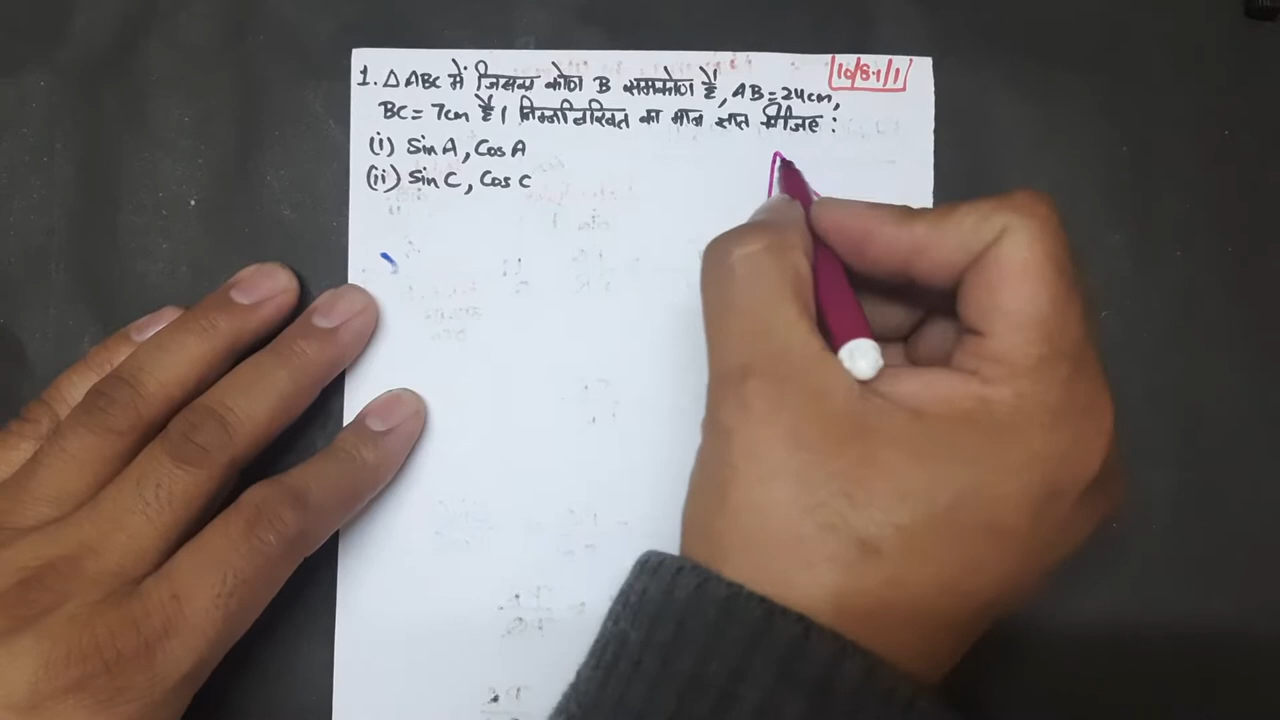 1. △ABC में जिसका कोण B समकोण है, AB=24cm,
10/8.1/1
BC= 7cm है। निम्नलिखित का मान ज्ञात कीजिए :
(i) Sin A, Cos A
(ii) Sin C, Cos C